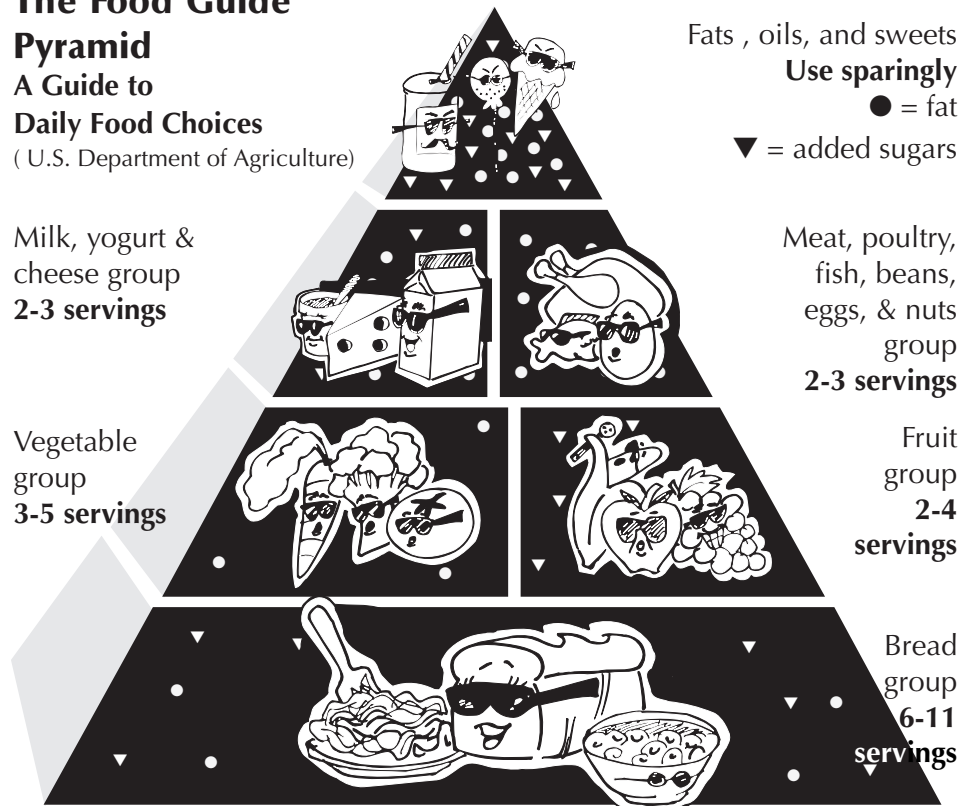 The Food Guide
Pyramid
A Guide to
Daily Food Choices
( U.S. Department of Agriculture)
Fats , oils, and sweets
Use sparingly
● = fat
▼ = added sugars
Milk, yogurt &
cheese group
2-3 servings
Meat, poultry,
fish, beans,
eggs, & nuts
group
2-3 servings
Vegetable
group
3-5 servings
Fruit
group
2-4
servings
Bread
group
6-11
servings